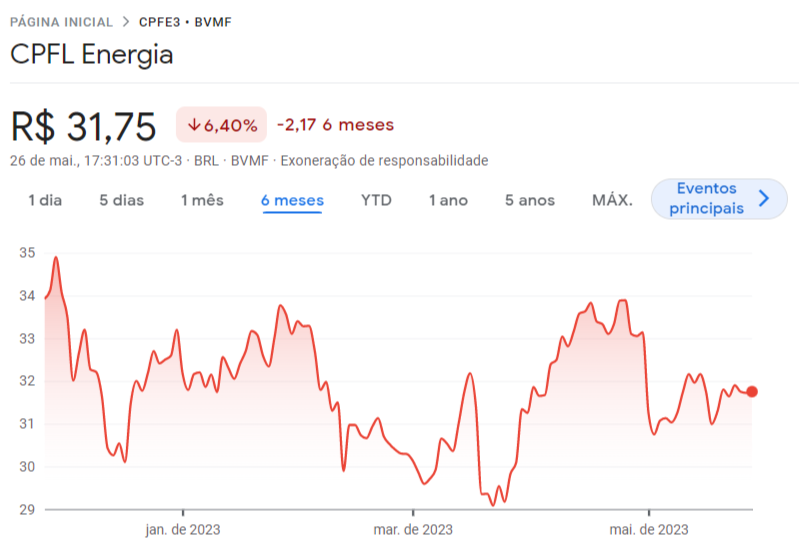 PÁGINA INICIAL > CPFE3 • BVMF
CPFL Energia
R$ 31,75 ↓6,40% -2,17 6 meses
26 de mai., 17:31:03 UTC-3 · BRL · BVMF · Exoneração de responsabilidade
1 dia 5 dias 1 mês 6 meses YTD 1 ano 5 anos MÁX. Eventos
principais
35
34
33
32
31
30
29
jan. de 2023 mar. de 2023 mai. de 2023